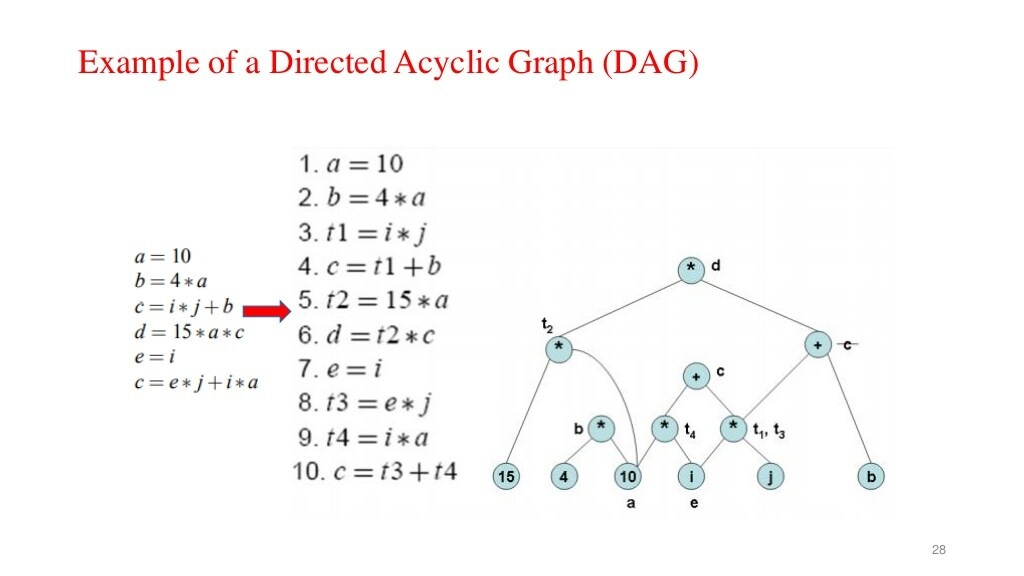 Example of a Directed Acyclic Graph (DAG)
a = 10
b = 4 * a
c = i * j + b
d = 15 * a * c
e = i
c = e * j + i * a
1. a = 10
2. b = 4 * a
3. t1 = i * j
4. c = t1 + b
5. t2 = 15 * a
6. d = t2 * c
7. e = i
8. t3 = e * j
9. t4 = i * a
10. c = t3 + t4
* d
t2
*
+ c
+ c
b *
* t4
* t1, t3
15
4
10
i
j
b
a
e
28